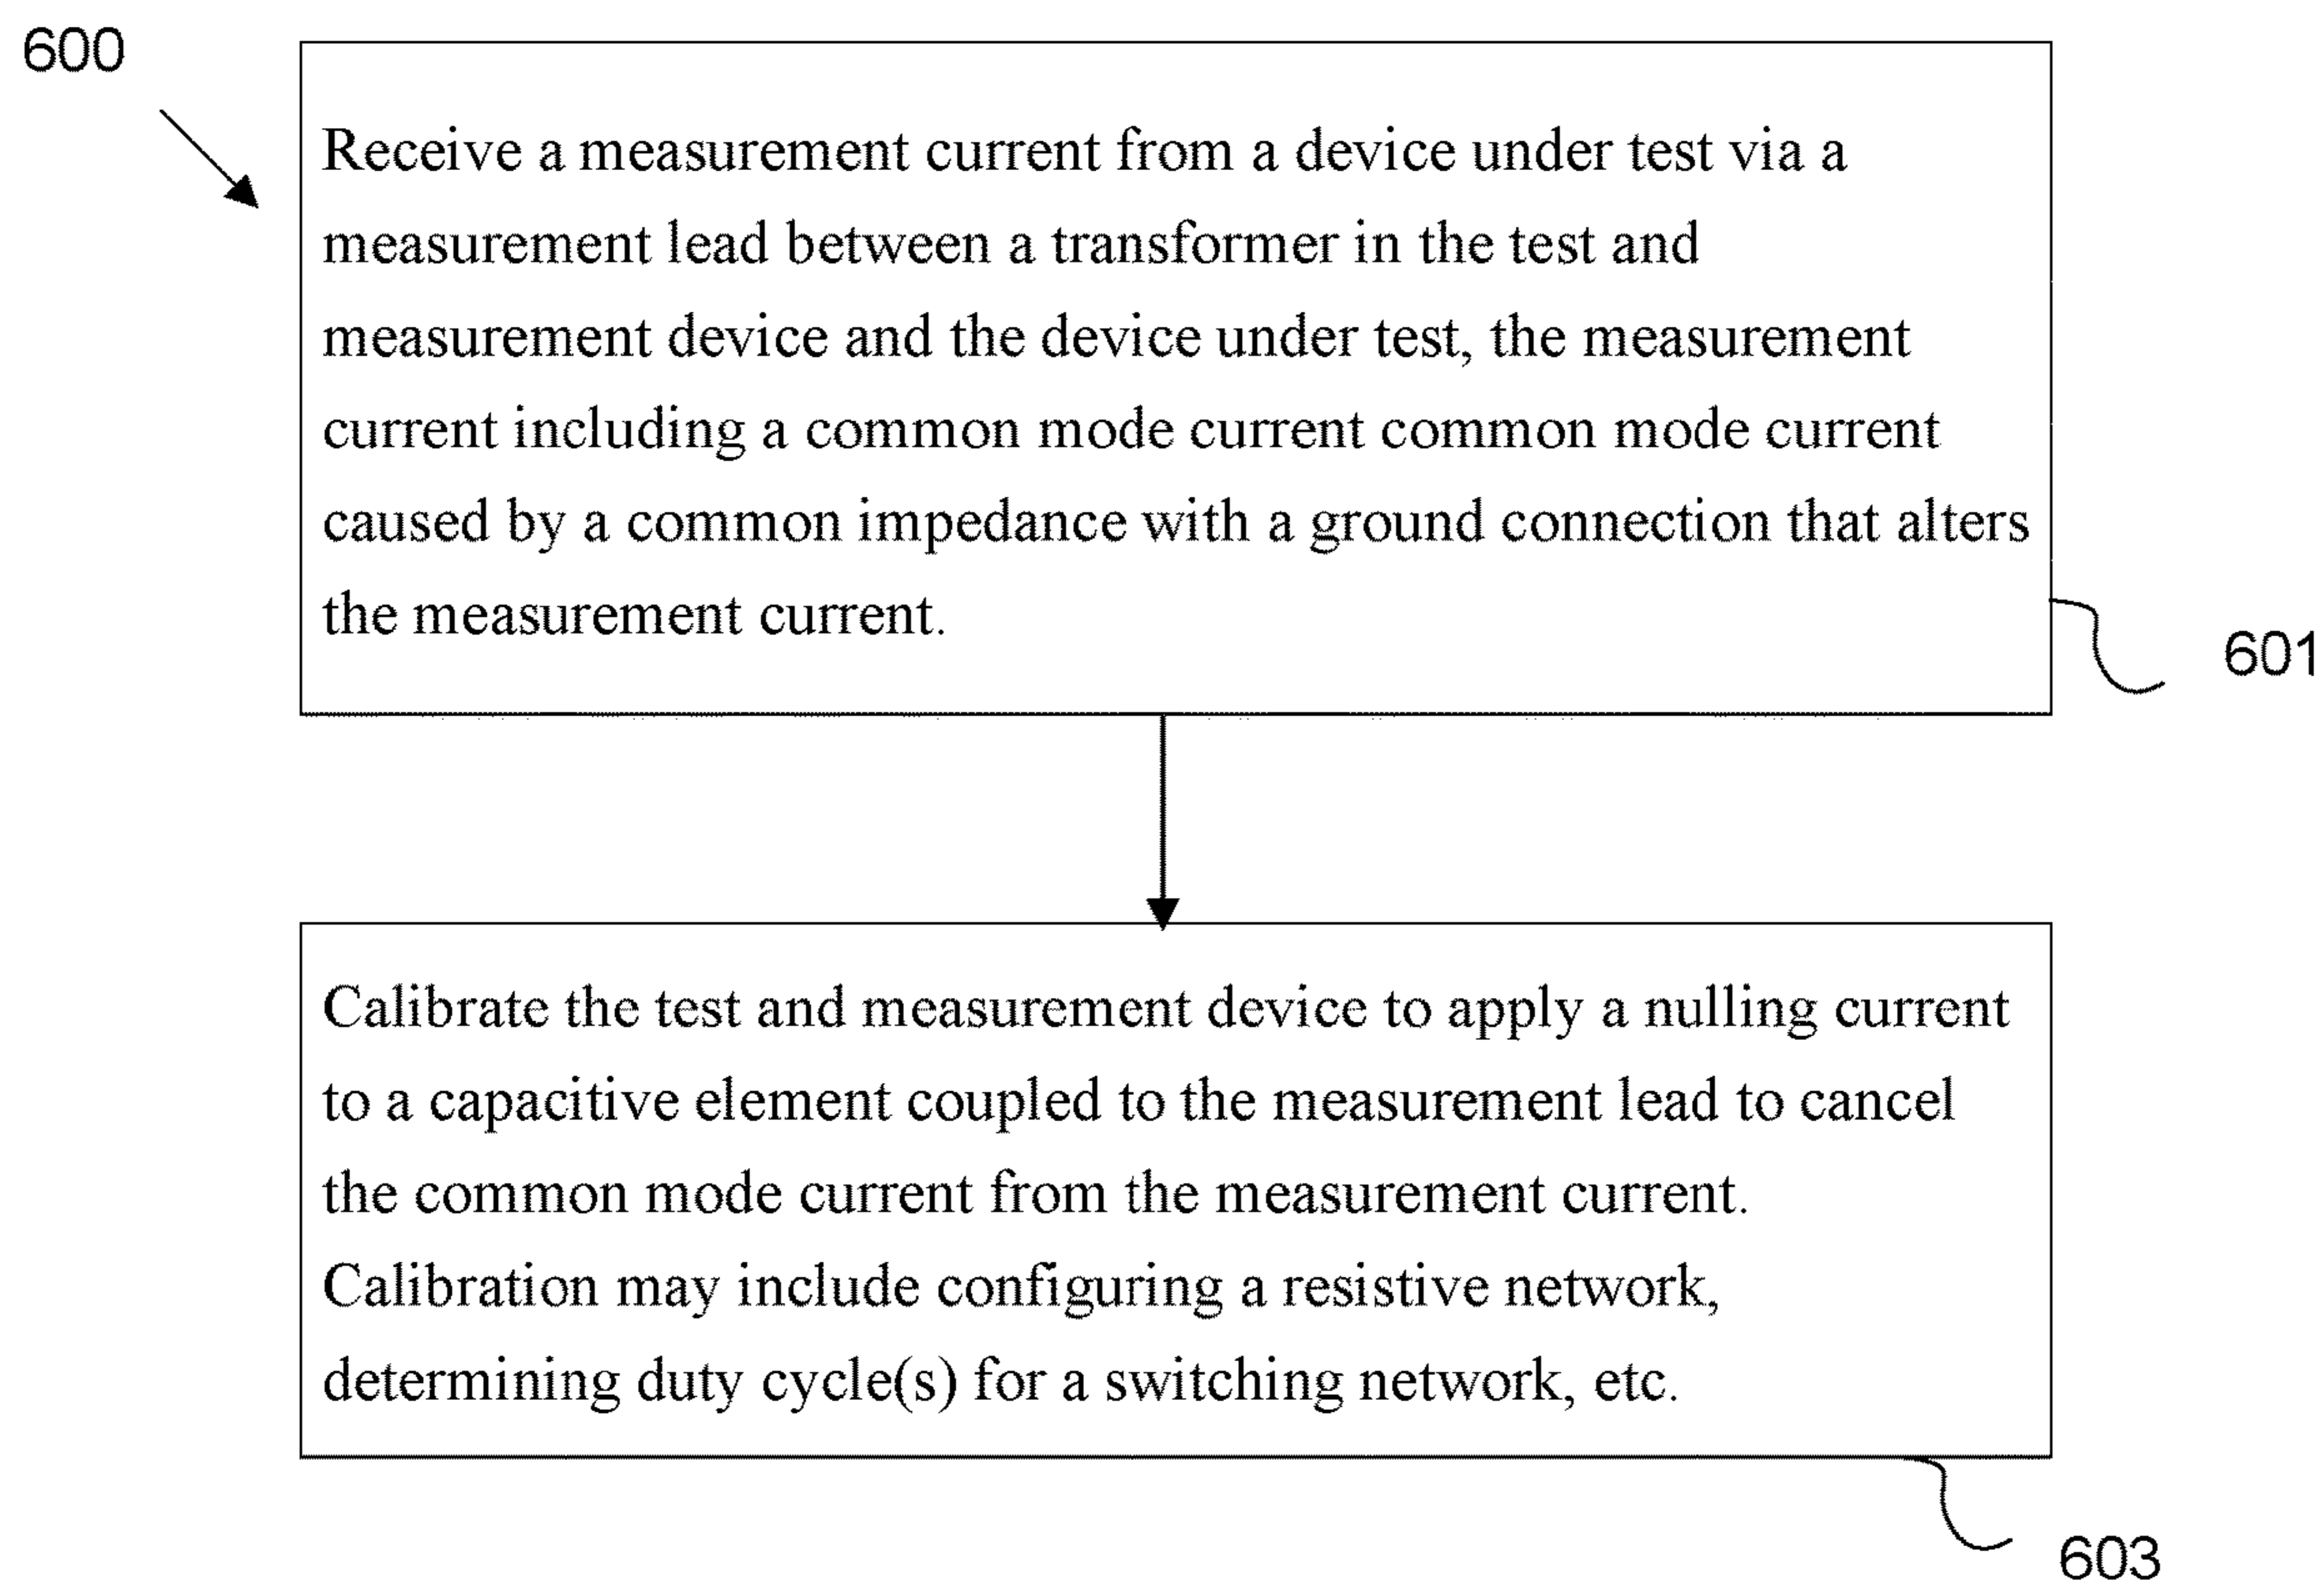 600
Receive a measurement current from a device under test via a
measurement lead between a transformer in the test and
measurement device and the device under test, the measurement
current including a common mode current common mode current
caused by a common impedance with a ground connection that alters
the measurement current.
601
Calibrate the test and measurement device to apply a nulling current
to a capacitive element coupled to the measurement lead to cancel
the common mode current from the measurement current.
Calibration may include configuring a resistive network,
determining duty cycle(s) for a switching network, etc.
603